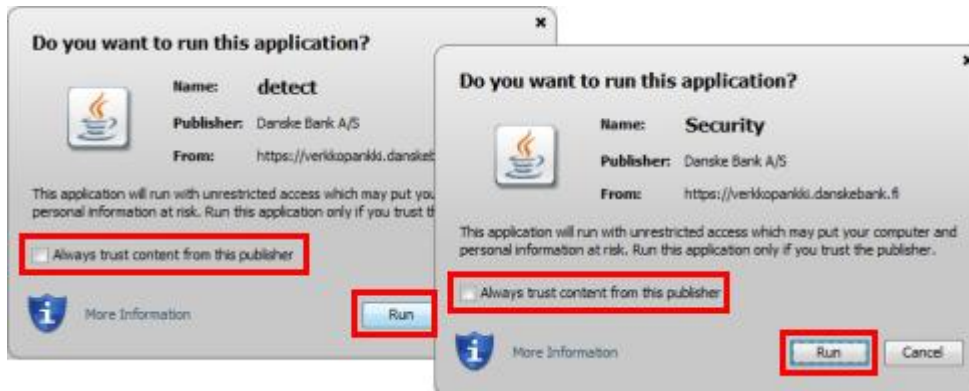 Do you want to run this application?
Name: detect
Publisher: Danske Bank A/S
From:
This application will run with unrestricted access which may put
personal information at risk. Run this application only if you trust
Always trust content from this publisher
More Information
Run
Do you want to run this application?
Name: Security
Publisher: Danske Bank A/S
From: https://verkkopankki.danskebank.fi
This application will run with unrestricted access which may put your computer and
personal information at risk. Run this application only if you trust the publisher.
Always trust content from this publisher
More Information
Run
Cancel